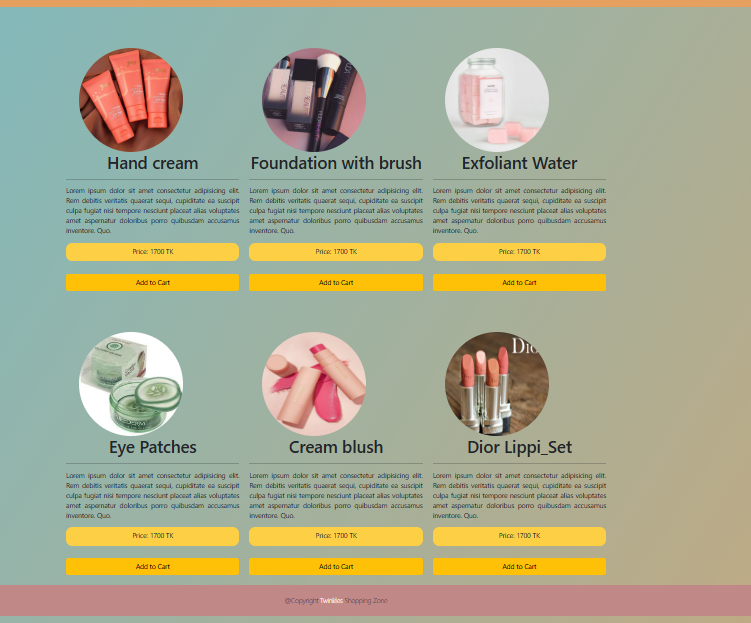 Hand cream
Lorem ipsum dolor sit amet consectetur adipisicing elit.
Rem debitis veritatis quaerat sequi, cupiditate ea suscipit
culpa fugiat nisi tempore nesciunt placeat alias voluptates
amet aspernatur doloribus porro quibusdam accusamus
inventore. Quo.
Price: 1700 TK
Add to Cart
Foundation with brush
Lorem ipsum dolor sit amet consectetur adipisicing elit.
Rem debitis veritatis quaerat sequi, cupiditate ea suscipit
culpa fugiat nisi tempore nesciunt placeat alias voluptates
amet aspernatur doloribus porro quibusdam accusamus
inventore. Quo.
Price: 1700 TK
Add to Cart
Exfoliant Water
Lorem ipsum dolor sit amet consectetur adipisicing elit.
Rem debitis veritatis quaerat sequi, cupiditate ea suscipit
culpa fugiat nisi tempore nesciunt placeat alias voluptates
amet aspernatur doloribus porro quibusdam accusamus
inventore. Quo.
Price: 1700 TK
Add to Cart
Eye Patches
Lorem ipsum dolor sit amet consectetur adipisicing elit.
Rem debitis veritatis quaerat sequi, cupiditate ea suscipit
culpa fugiat nisi tempore nesciunt placeat alias voluptates
amet aspernatur doloribus porro quibusdam accusamus
inventore. Quo.
Price: 1700 TK
Add to Cart
Cream blush
Lorem ipsum dolor sit amet consectetur adipisicing elit.
Rem debitis veritatis quaerat sequi, cupiditate ea suscipit
culpa fugiat nisi tempore nesciunt placeat alias voluptates
amet aspernatur doloribus porro quibusdam accusamus
inventore. Quo.
Price: 1700 TK
Add to Cart
Dio
Dior Lippi_Set
Lorem ipsum dolor sit amet consectetur adipisicing elit.
Rem debitis veritatis quaerat sequi, cupiditate ea suscipit
culpa fugiat nisi tempore nesciunt placeat alias voluptates
amet aspernatur doloribus porro quibusdam accusamus
inventore. Quo.
Price: 1700 TK
Add to Cart
@Copyright Twinkles Shopping Zone